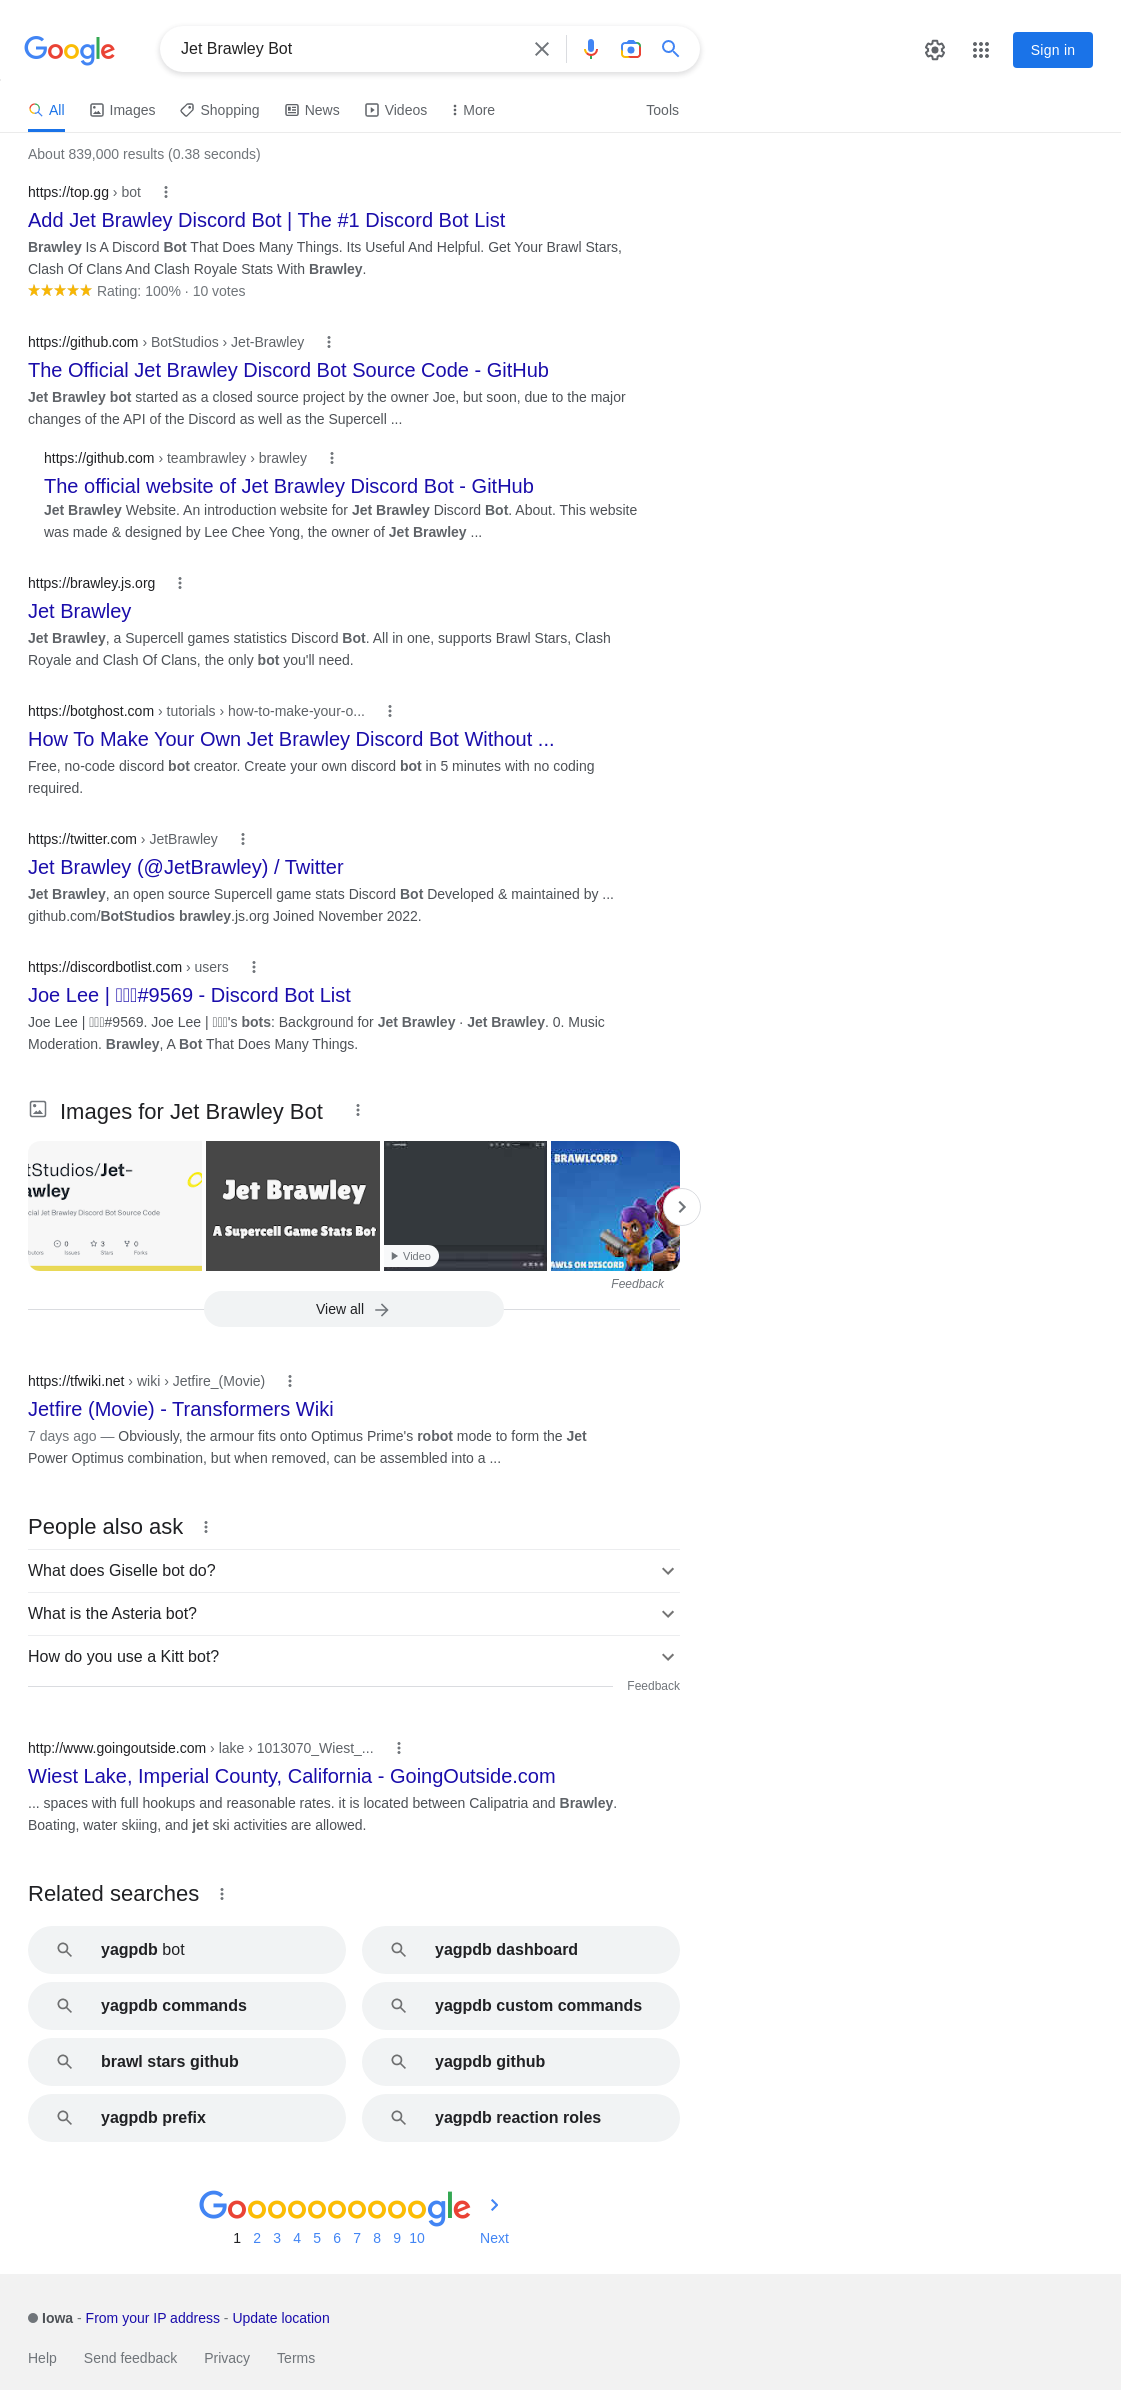 Google
Jet Brawley Bot
Sign in
All Images Shopping News Videos More Tools
About 839,000 results (0.38 seconds)
https://top.gg › bot
Add Jet Brawley Discord Bot | The #1 Discord Bot List
Brawley Is A Discord Bot That Does Many Things. Its Useful And Helpful. Get Your Brawl Stars,
Clash Of Clans And Clash Royale Stats With Brawley.
Rating: 100% · 10 votes
https://github.com › BotStudios › Jet-Brawley
The Official Jet Brawley Discord Bot Source Code - GitHub
Jet Brawley bot started as a closed source project by the owner Joe, but soon, due to the major
changes of the API of the Discord as well as the Supercell ...
https://github.com › teambrawley › brawley
The official website of Jet Brawley Discord Bot - GitHub
Jet Brawley Website. An introduction website for Jet Brawley Discord Bot. About. This website
was made & designed by Lee Chee Yong, the owner of Jet Brawley ...
https://brawley.js.org
Jet Brawley
Jet Brawley, a Supercell games statistics Discord Bot. All in one, supports Brawl Stars, Clash
Royale and Clash Of Clans, the only bot you'll need.
https://botghost.com › tutorials › how-to-make-your-o...
How To Make Your Own Jet Brawley Discord Bot Without ...
Free, no-code discord bot creator. Create your own discord bot in 5 minutes with no coding
required.
https://twitter.com › JetBrawley
Jet Brawley (@JetBrawley) / Twitter
Jet Brawley, an open source Supercell game stats Discord Bot Developed & maintained by ...
github.com/BotStudios brawley.js.org Joined November 2022.
https://discordbotlist.com › users
Joe Lee | #9569 - Discord Bot List
Joe Lee | #9569. Joe Lee | 's bots: Background for Jet Brawley · Jet Brawley. 0. Music
Moderation. Brawley, A Bot That Does Many Things.
Images for Jet Brawley Bot
tStudios/Jet-
awley
cial Jet Brawley Discord Bot Source Code
0 3 0
butors Issues Stars Forks
Jet Brawley
A Supercell Game Stats Bot
Video
BRAWLCORD
AWLS ON DISCORD
Feedback
View all
https://tfwiki.net › wiki › Jetfire_(Movie)
Jetfire (Movie) - Transformers Wiki
7 days ago — Obviously, the armour fits onto Optimus Prime's robot mode to form the Jet
Power Optimus combination, but when removed, can be assembled into a ...
People also ask
What does Giselle bot do?
What is the Asteria bot?
How do you use a Kitt bot?
Feedback
http://www.goingoutside.com › lake › 1013070_Wiest_...
Wiest Lake, Imperial County, California - GoingOutside.com
... spaces with full hookups and reasonable rates. it is located between Calipatria and Brawley.
Boating, water skiing, and jet ski activities are allowed.
Related searches
yagpdb bot
yagpdb dashboard
yagpdb commands
yagpdb custom commands
brawl stars github
yagpdb github
yagpdb prefix
yagpdb reaction roles
Goooooooooogle
1 2 3 4 5 6 7 8 9 10 Next
Iowa - From your IP address - Update location
Help Send feedback Privacy Terms